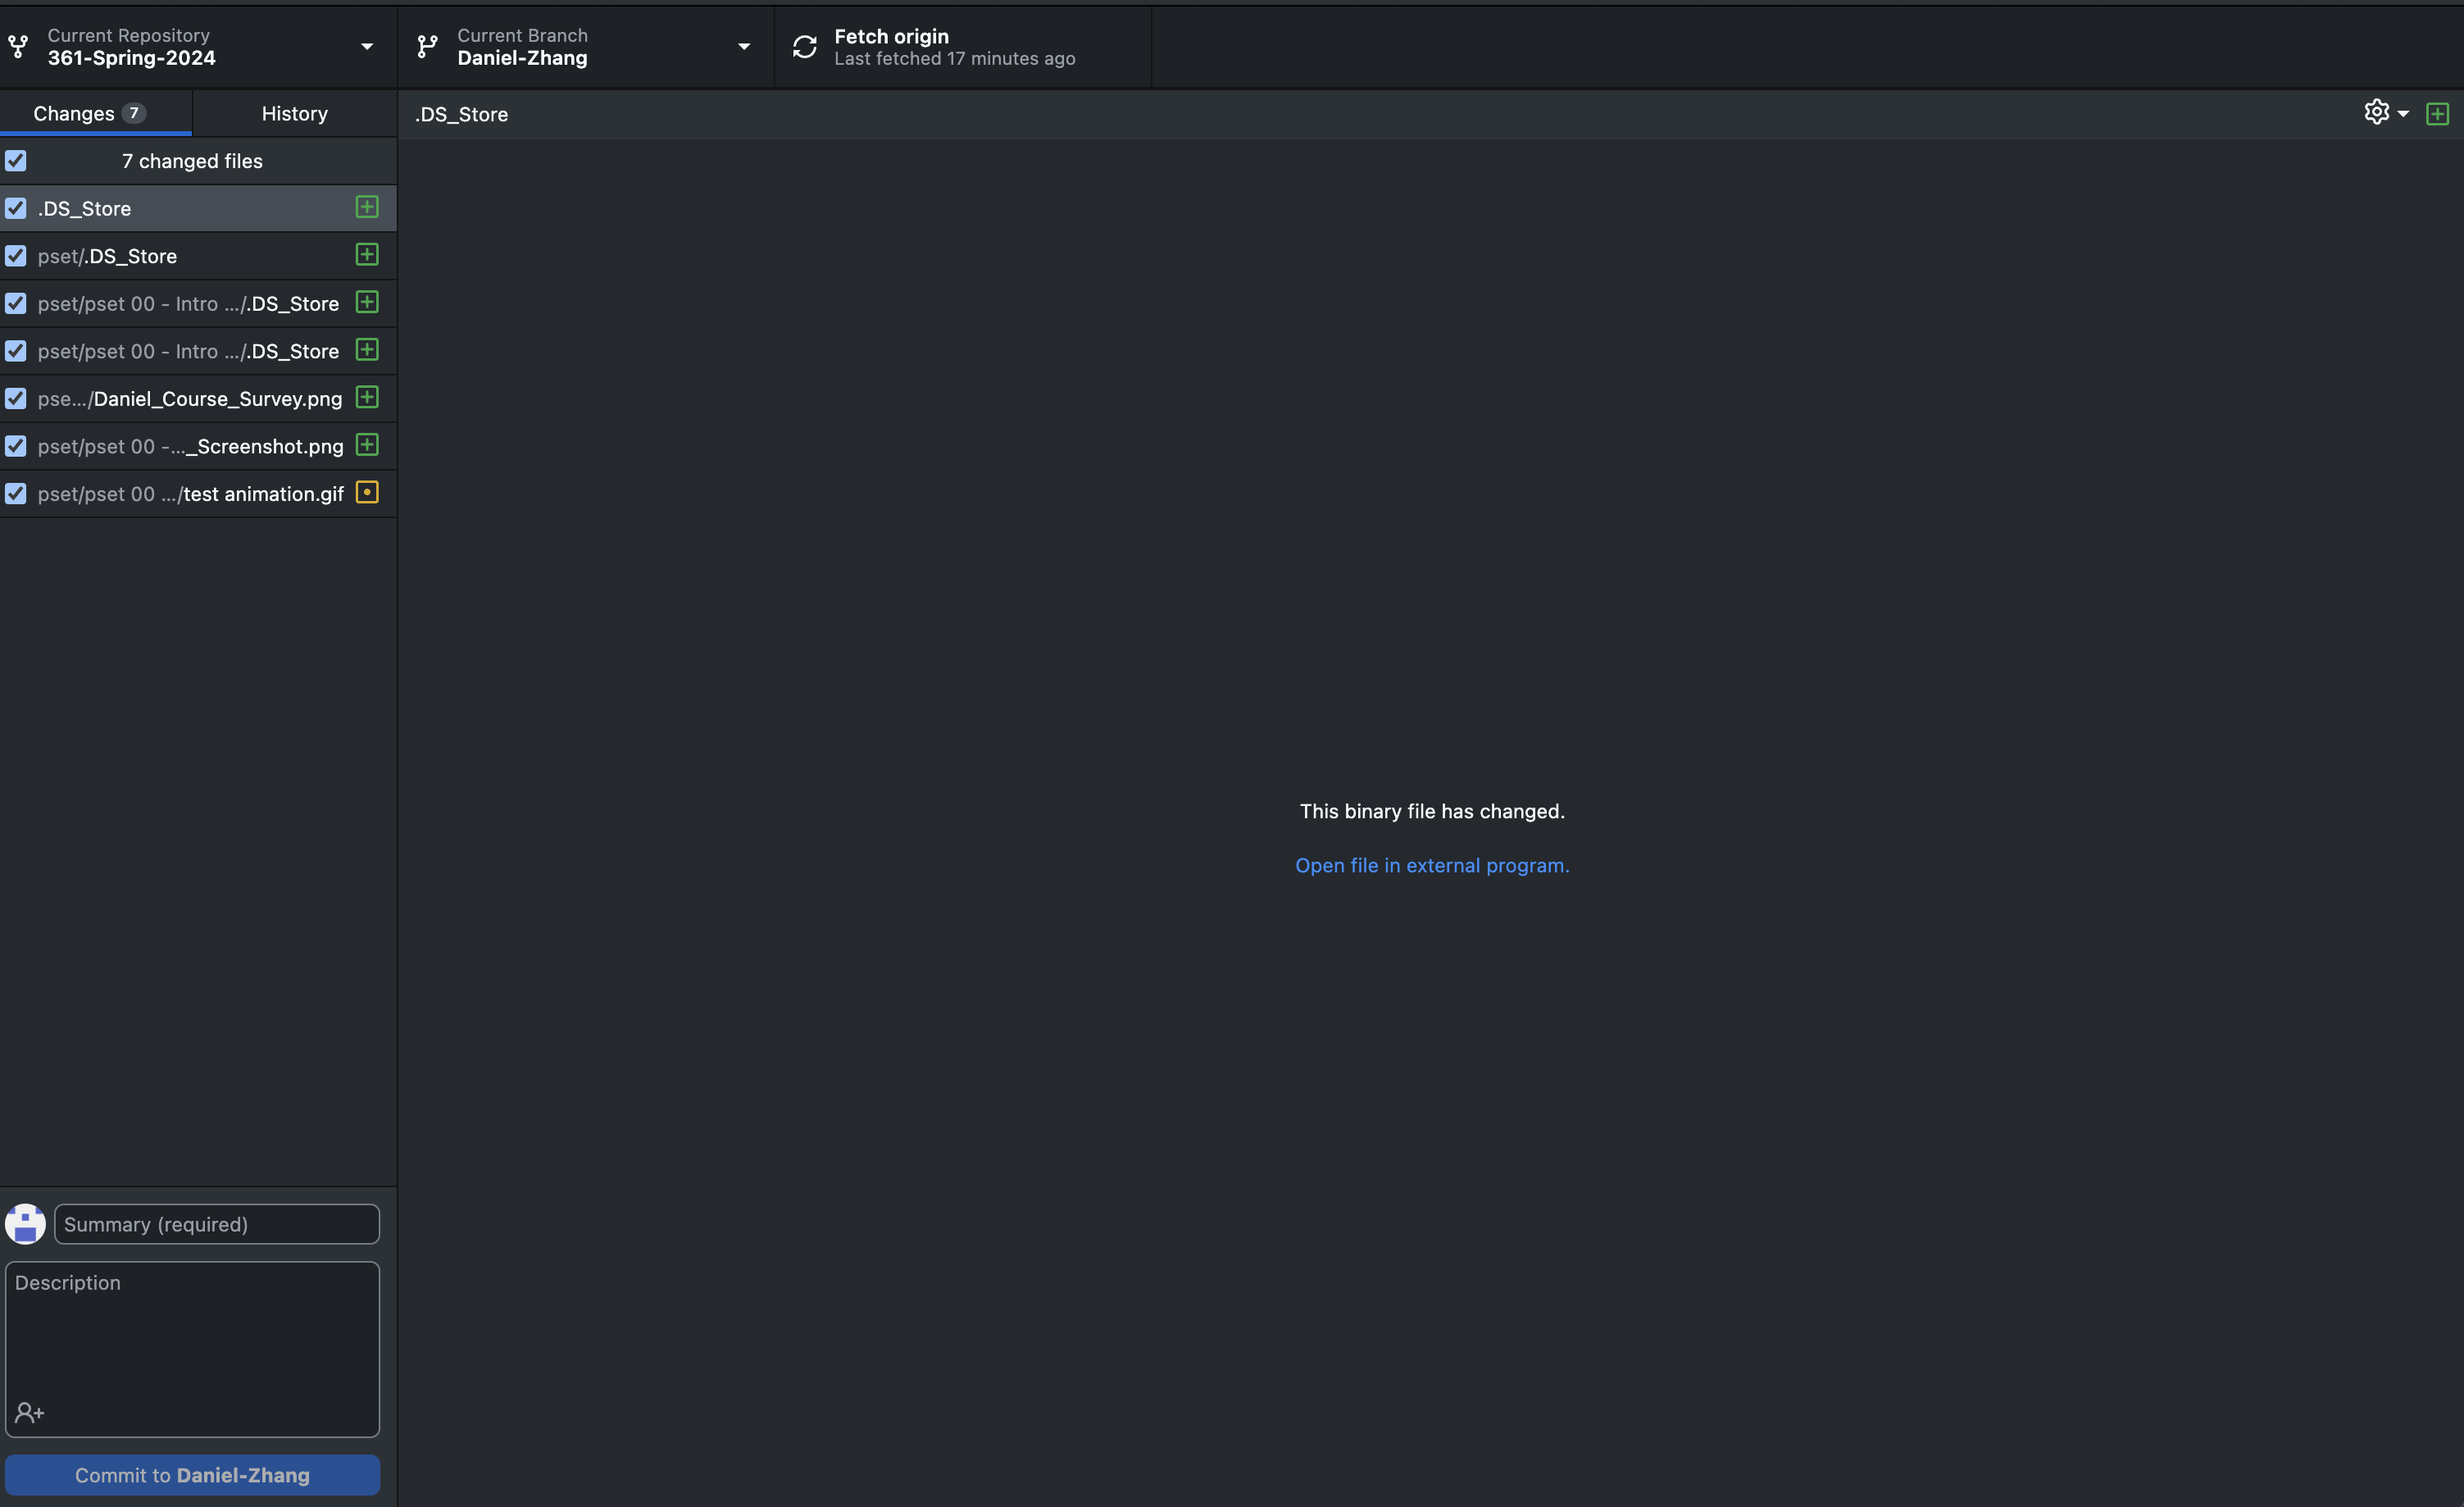 Current Repository
361-Spring-2024
Current Branch
Daniel-Zhang
Fetch origin
Last fetched 17 minutes ago
Changes 7
History
7 changed files
.DS_Store
pset/.DS_Store
pset/pset 00 - Intro .../.DS_Store
pset/pset 00 - Intro .../.DS_Store
pse.../Daniel_Course_Survey.png
pset/pset 00 -..._Screenshot.png
pset/pset 00 .../test animation.gif
Summary (required)
Description
Commit to Daniel-Zhang
.DS_Store
This binary file has changed.
Open file in external program.